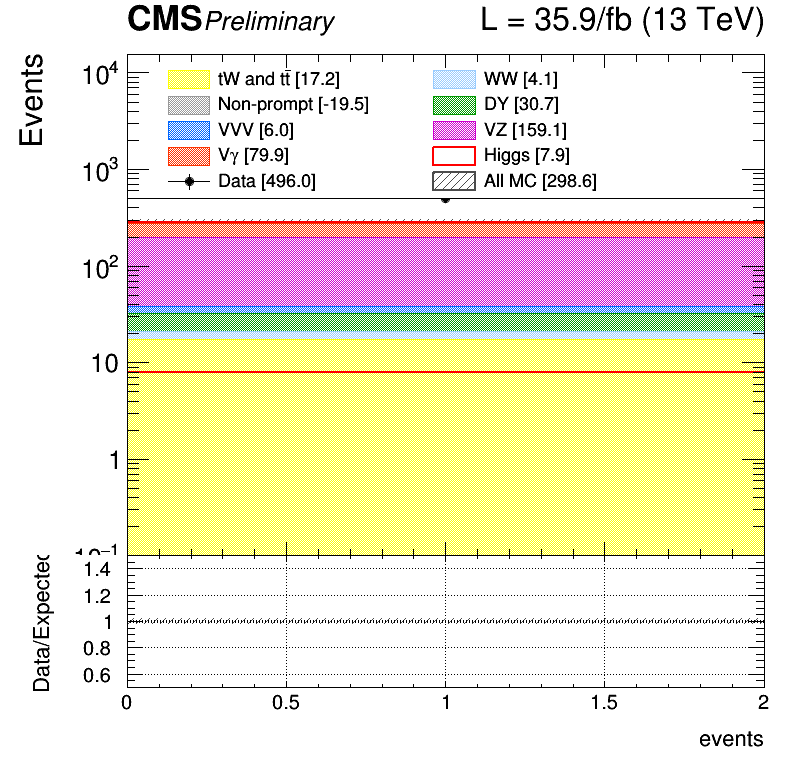 CMS Preliminary L = 35.9/fb (13 TeV)
Events
10⁴
10³
10²
10
1
10⁻¹
tW and tt̄ [17.2]
Non-prompt [-19.5]
VVV [6.0]
Vγ [79.9]
Data [496.0]
WW [4.1]
DY [30.7]
VZ [159.1]
Higgs [7.9]
All MC [298.6]
Data/Expected
1.4
1.2
1
0.8
0.6
0 0.5 1 1.5 2
events